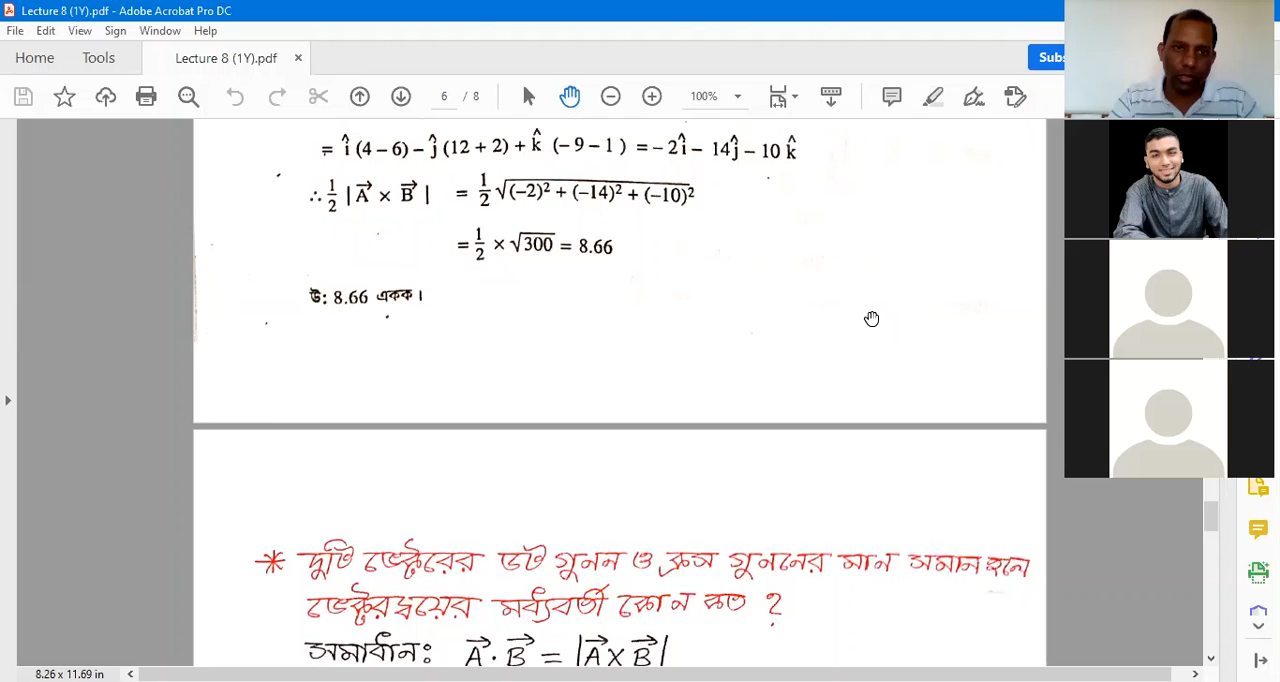 Lecture 8 (1Y).pdf - Adobe Acrobat Pro DC
File Edit View Sign Window Help
Home Tools Lecture 8 (1Y).pdf ×
Subs
6 / 8 100%
= î (4 – 6) – ĵ (12 + 2) + k̂ (– 9 – 1 ) = – 2î – 14ĵ – 10 k̂
∴ 1/2 | A⃗ × B⃗ | = 1/2 √(–2)² + (–14)² + (–10)²
= 1/2 × √300 = 8.66
উ: 8.66 একক।
* দুটি ভেক্টরের ডট গুনন ও ক্রস গুননের মান সমান হলে
ভেক্টরদ্বয়ের মধ্যবর্তী কোন কত ?
সমাধান: A⃗ · B⃗ = |A⃗ × B⃗|
8.26 x 11.69 in